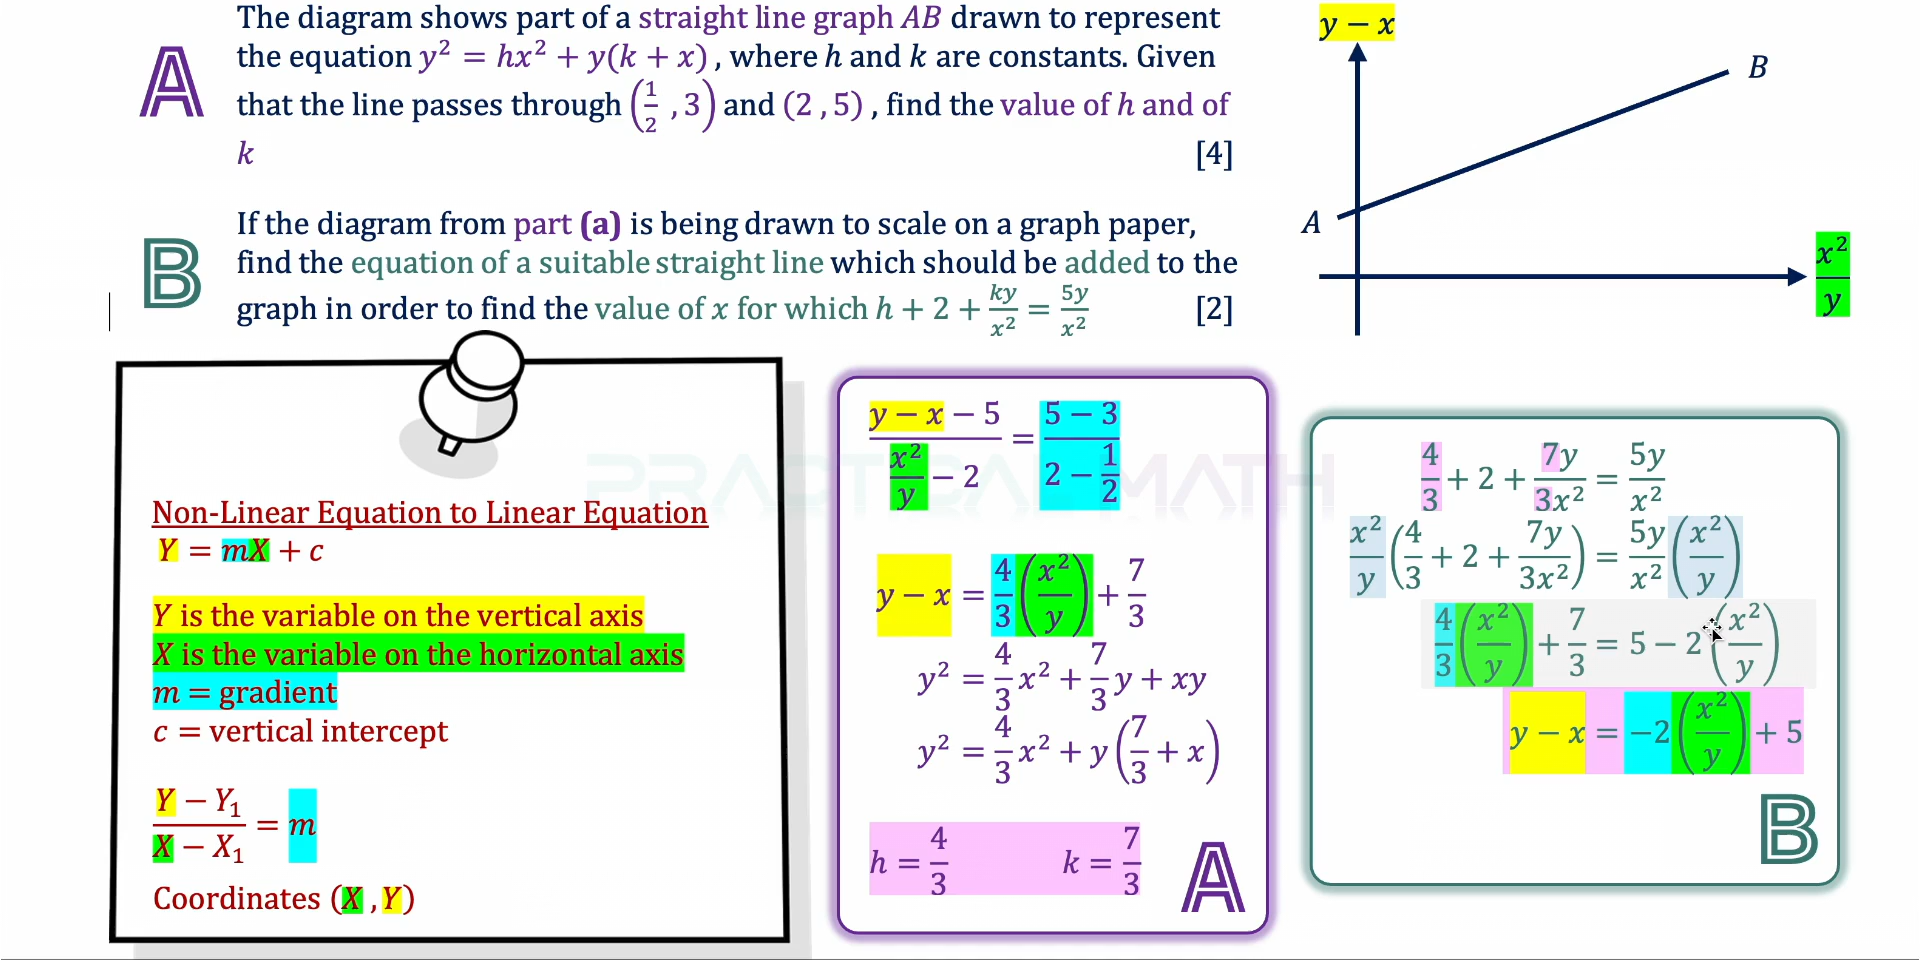 The diagram shows part of a straight line graph AB drawn to represent
the equation y² = hx² + y(k + x) , where h and k are constants. Given
that the line passes through (1/2 , 3) and (2 , 5) , find the value of h and of
k [4]
A
If the diagram from part (a) is being drawn to scale on a graph paper,
find the equation of a suitable straight line which should be added to the
graph in order to find the value of x for which h + 2 + ky/x² = 5y/x² [2]
B
y − x
B
A
x²/y
Non-Linear Equation to Linear Equation
Y = mX + c
Y is the variable on the vertical axis
X is the variable on the horizontal axis
m = gradient
c = vertical intercept
(Y − Y₁)/(X − X₁) = m
Coordinates (X , Y)
PRACTICAL MATH
(y − x − 5)/(x²/y − 2) = (5 − 3)/(2 − 1/2)
y − x = 4/3 (x²/y) + 7/3
y² = 4/3 x² + 7/3 y + xy
y² = 4/3 x² + y(7/3 + x)
h = 4/3 k = 7/3
A
4/3 + 2 + 7y/3x² = 5y/x²
x²/y (4/3 + 2 + 7y/3x²) = 5y/x² (x²/y)
4/3 (x²/y) + 7/3 = 5 − 2 (x²/y)
y − x = −2 (x²/y) + 5
B